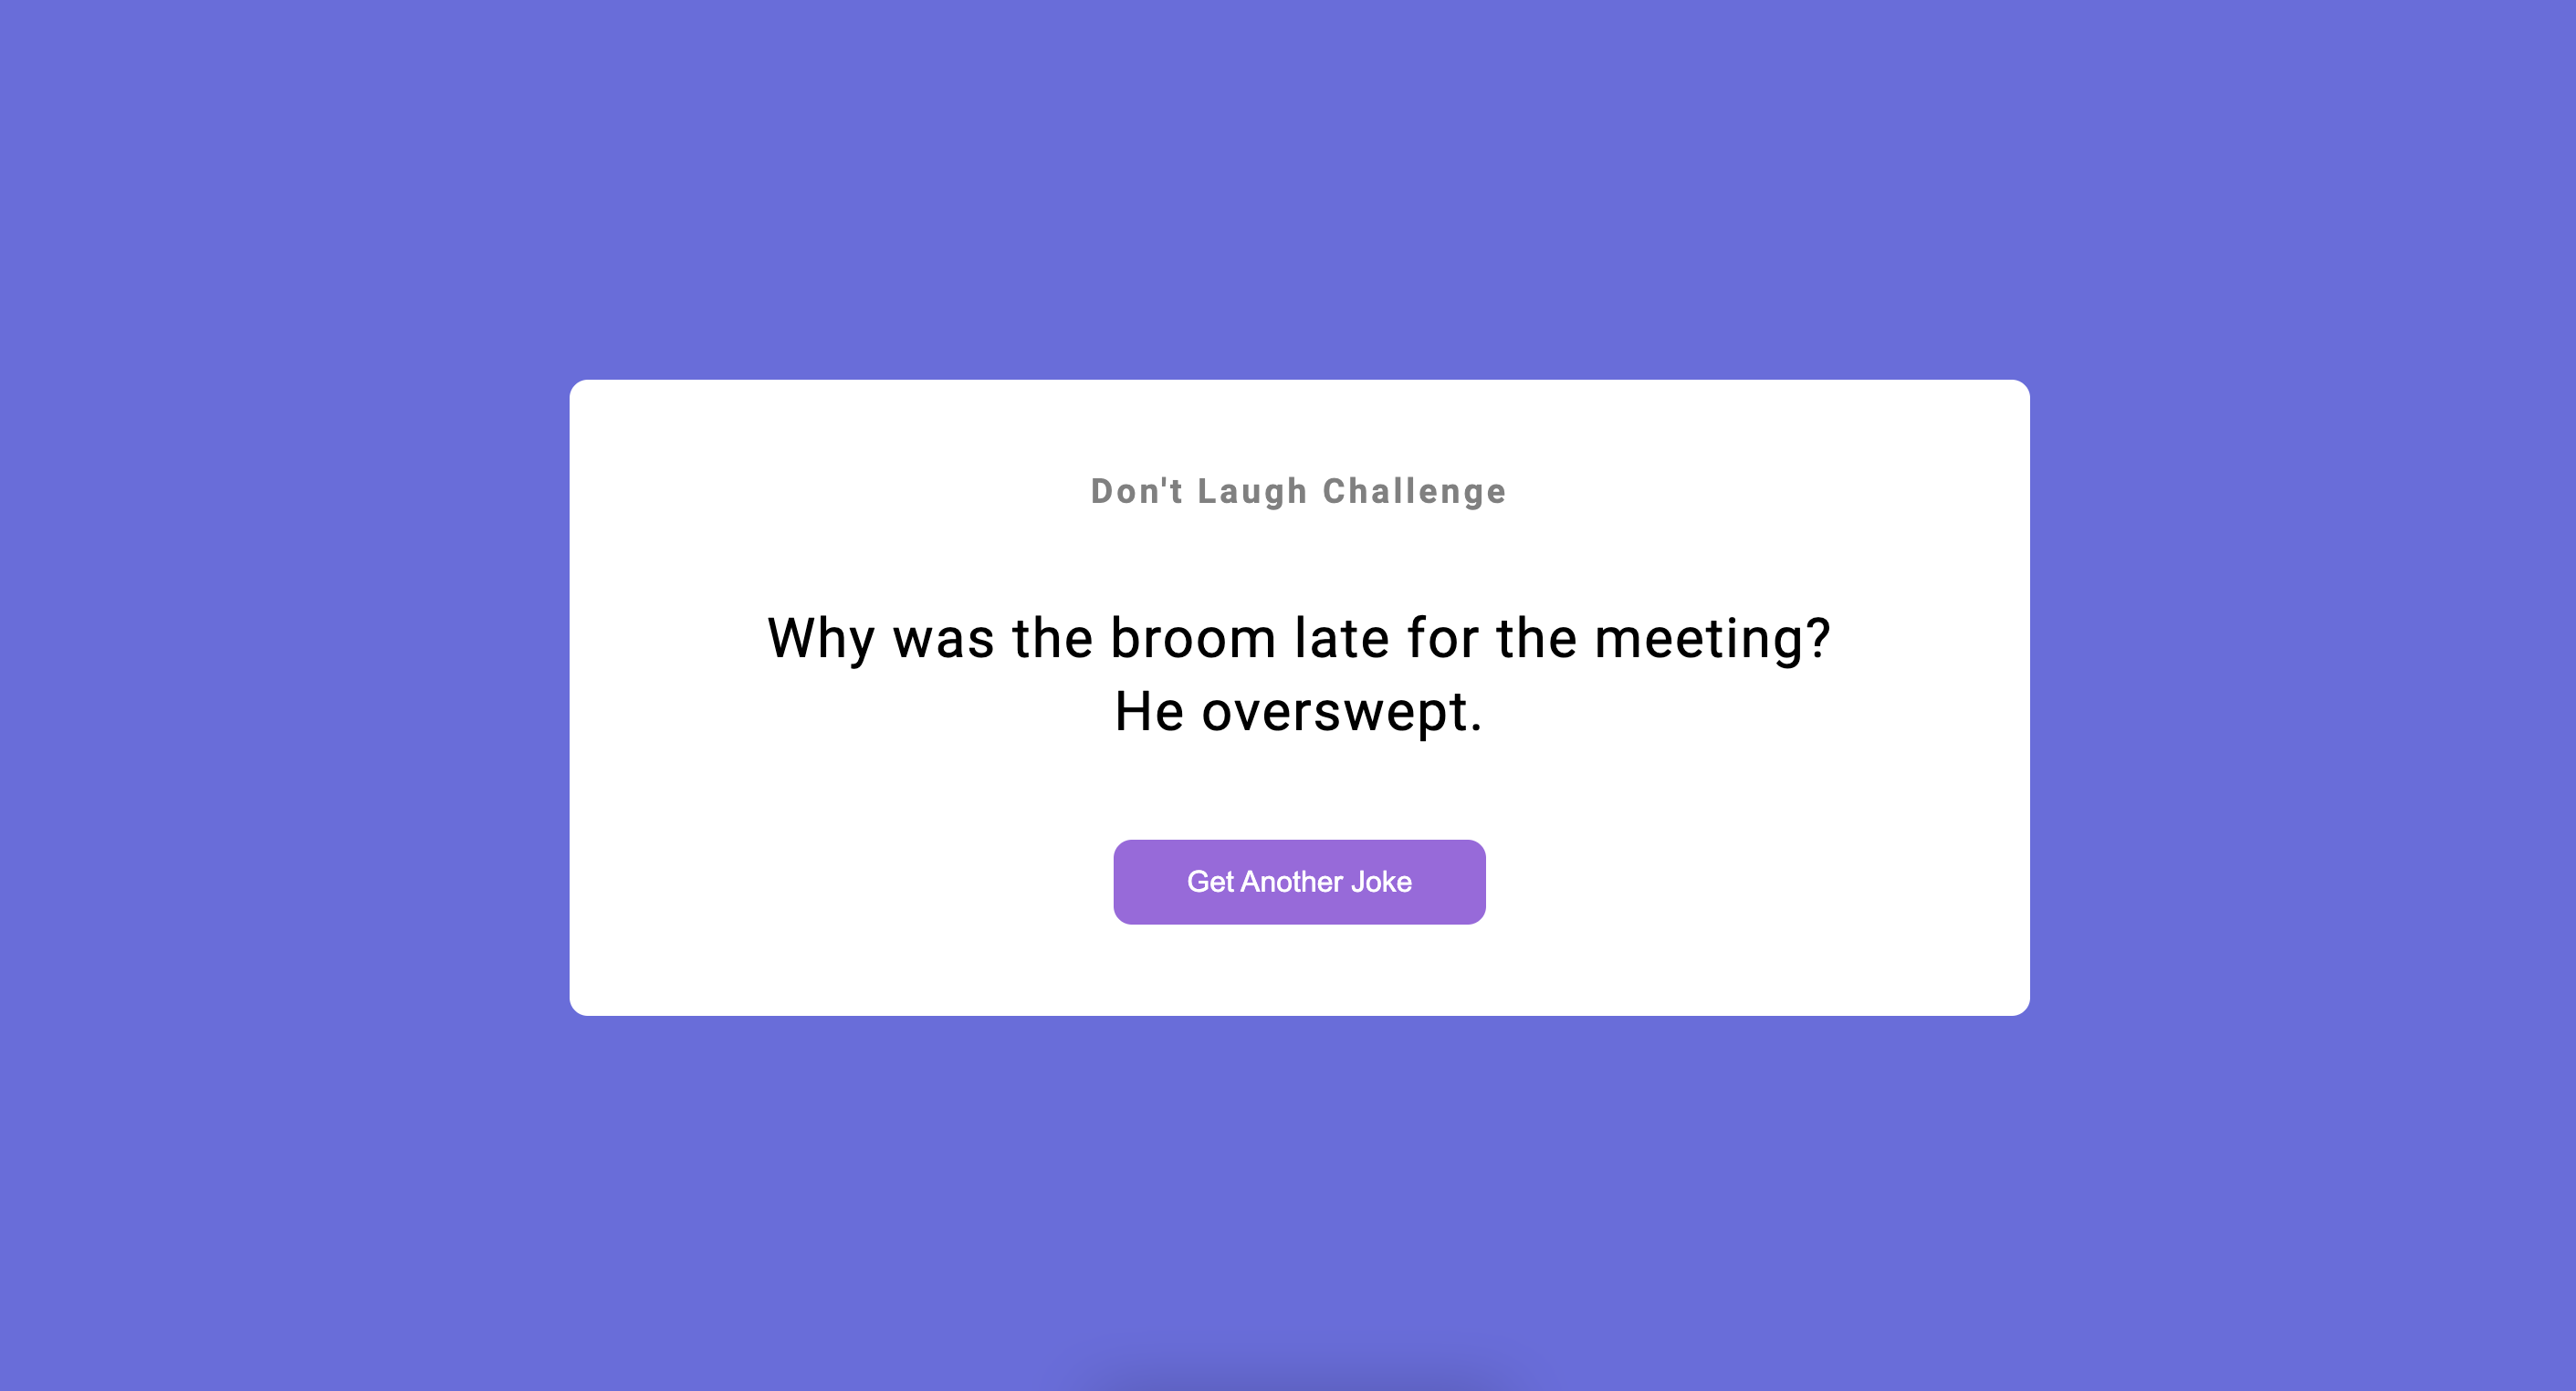 Don't Laugh Challenge
Why was the broom late for the meeting?
He overswept.
Get Another Joke